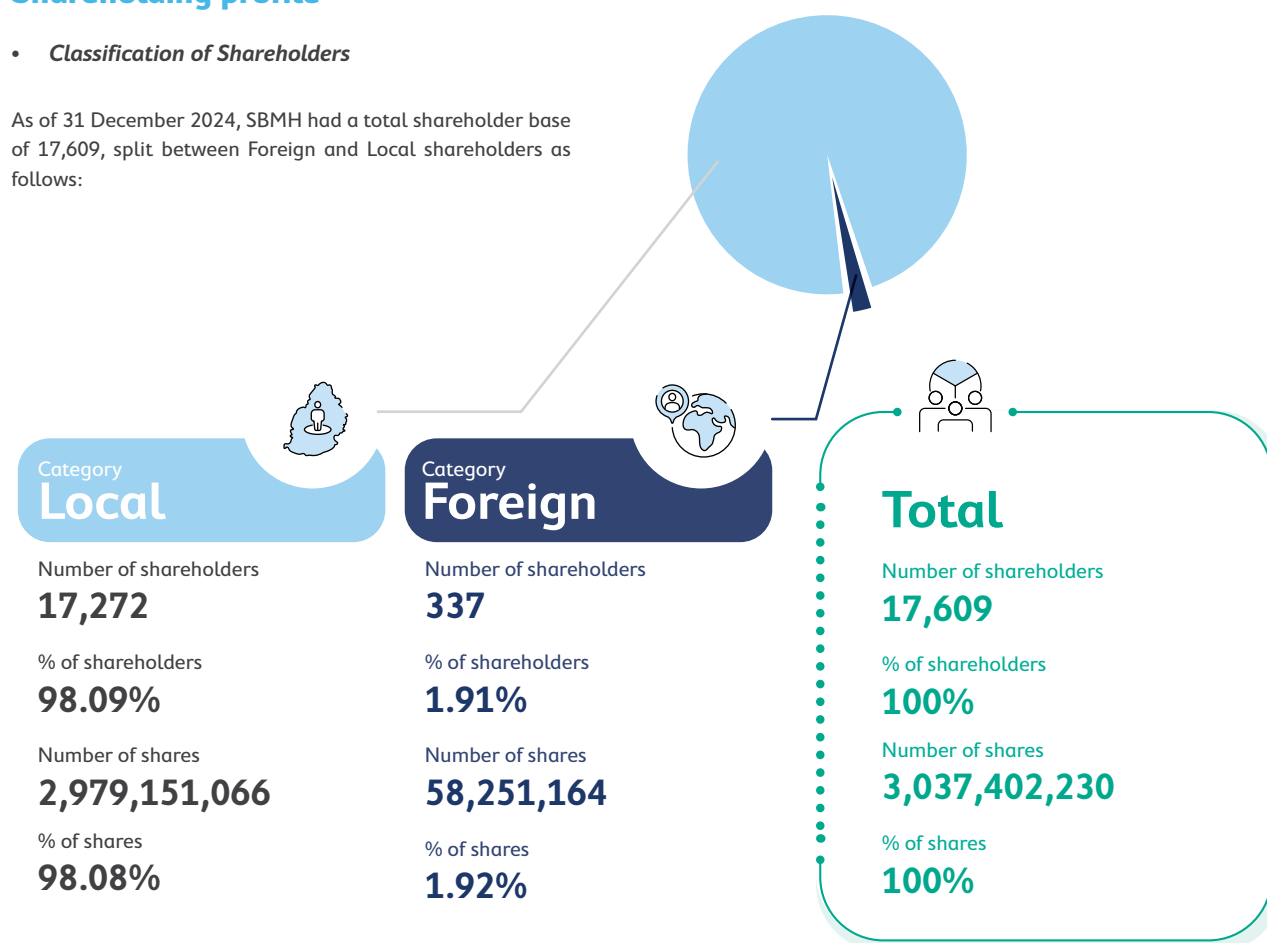 Shareholding profile
• Classification of Shareholders
As of 31 December 2024, SBMH had a total shareholder base
of 17,609, split between Foreign and Local shareholders as
follows:
Category
Local
Number of shareholders
17,272
% of shareholders
98.09%
Number of shares
2,979,151,066
% of shares
98.08%
Category
Foreign
Number of shareholders
337
% of shareholders
1.91%
Number of shares
58,251,164
% of shares
1.92%
Total
Number of shareholders
17,609
% of shareholders
100%
Number of shares
3,037,402,230
% of shares
100%